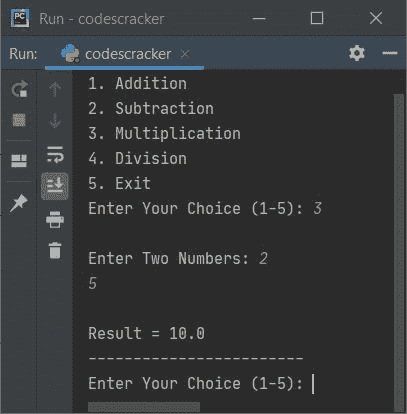 PC
Run - codescracker
Run: codescracker
1. Addition
2. Subtraction
3. Multiplication
4. Division
5. Exit
Enter Your Choice (1-5): 3
Enter Two Numbers: 2
5
Result = 10.0
------------------------
Enter Your Choice (1-5):